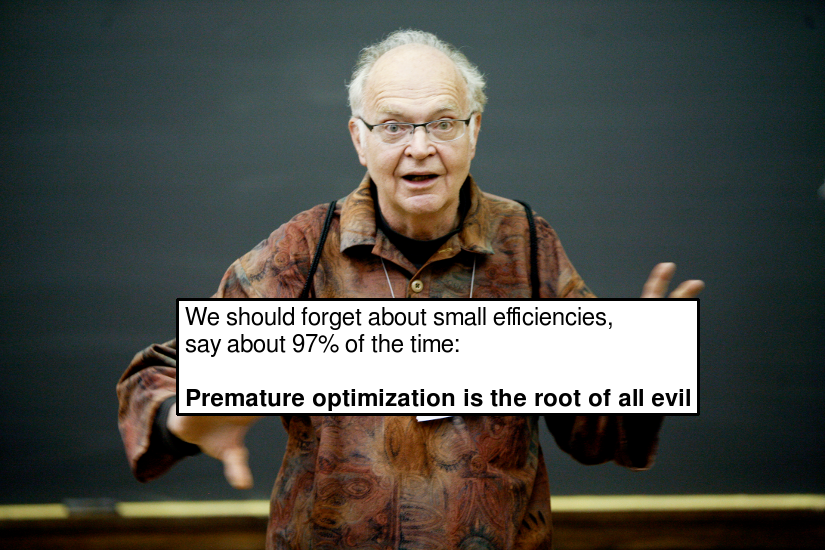 We should forget about small efficiencies,
say about 97% of the time:
Premature optimization is the root of all evil